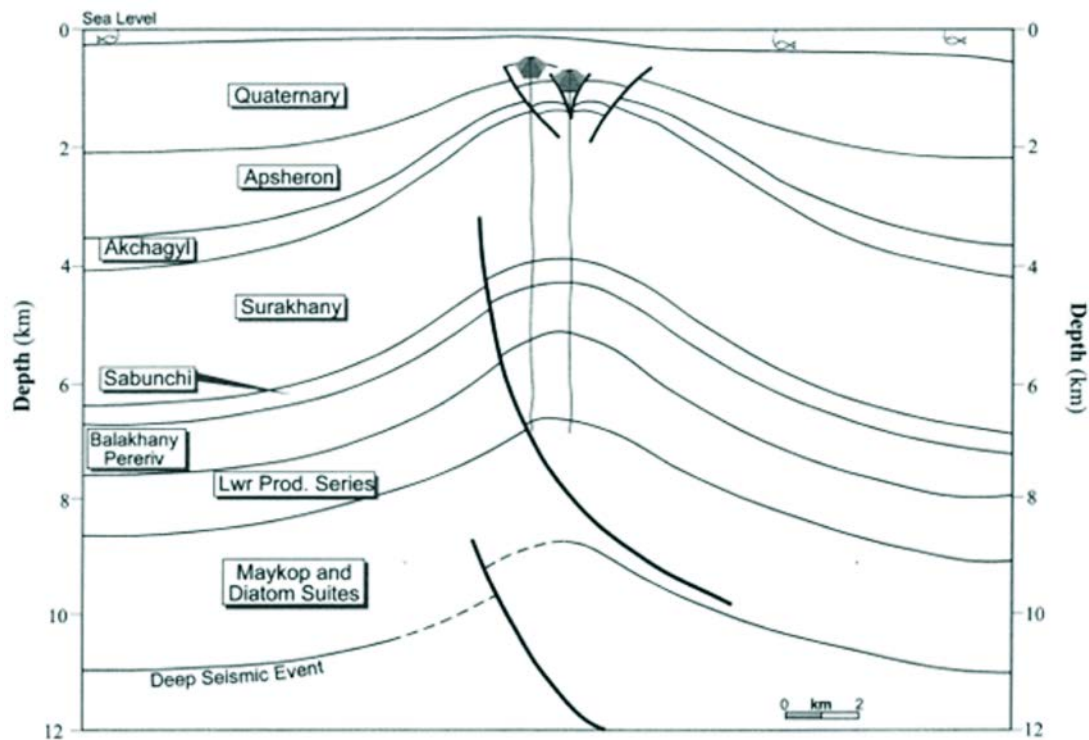 Sea Level
0
0
Quaternary
2
2
Apsheron
Akchagyl
4
4
Surakhany
Depth (km)
Depth (km)
Sabunchi
6
6
Balakhany
Pereriv
Lwr Prod. Series
8
8
Maykop and
Diatom Suites
10
10
Deep Seismic Event
0 km 2
12
12